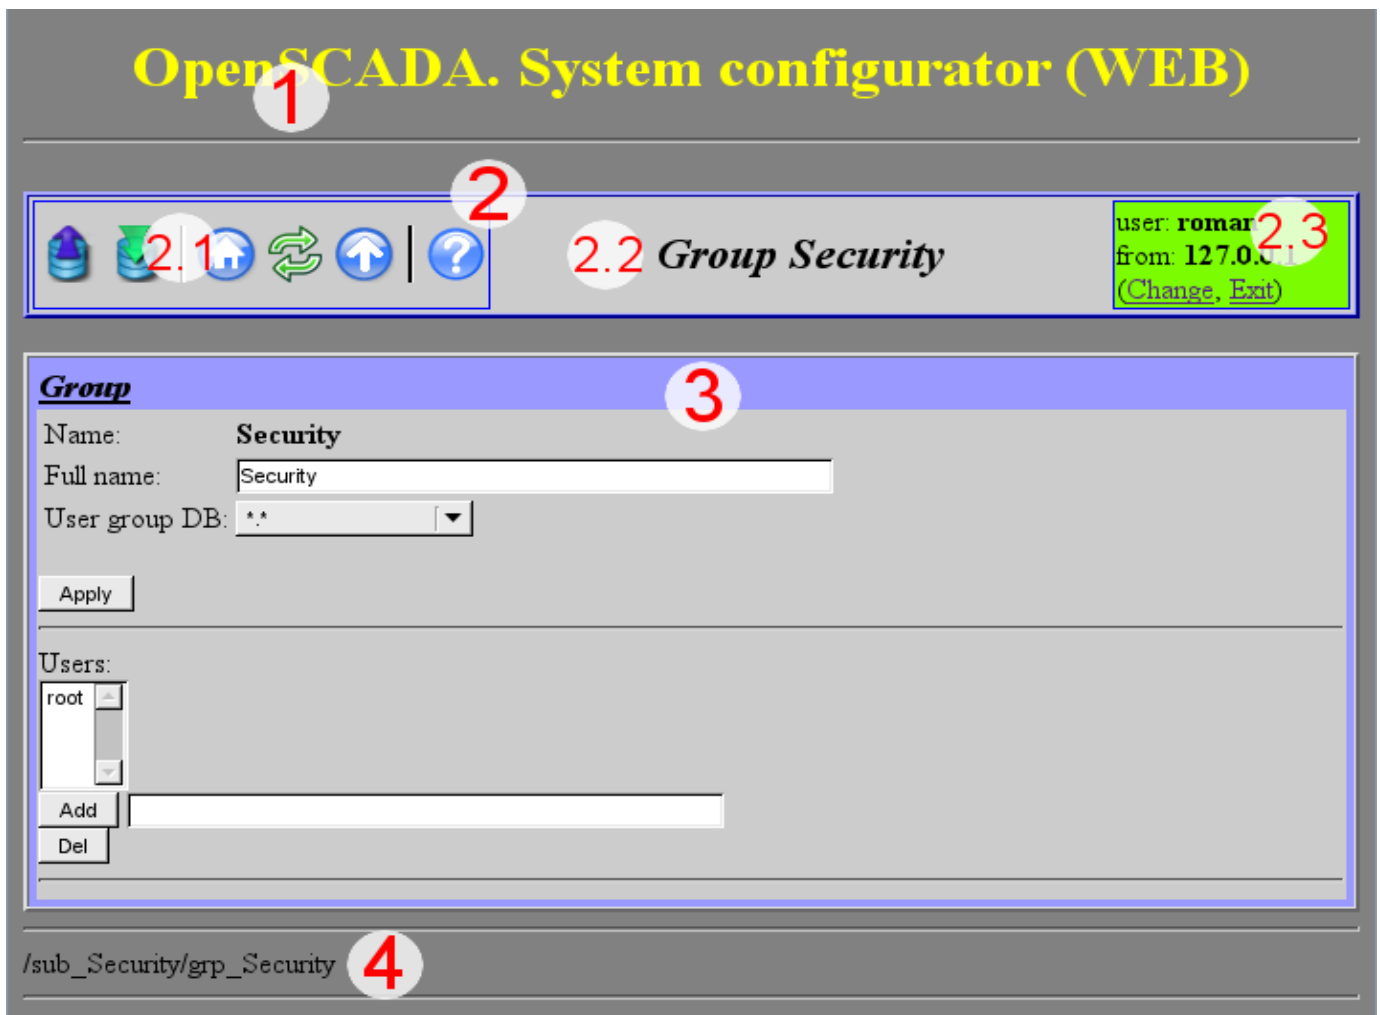 OpenSCADA. System configurator (WEB)
1
2
2.1
2.2 Group Security
2.3
user: roman
from: 127.0.0.1
(Change, Exit)
Group
3
Name: Security
Full name: Security
User group DB: *.*
Apply
Users:
root
Add
Del
/sub_Security/grp_Security 4